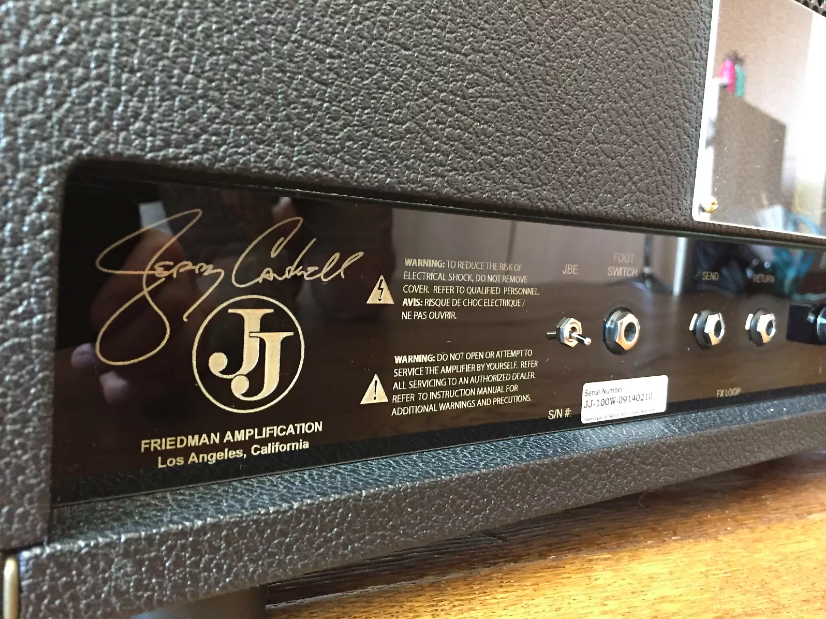 Jerry Cantrell
JJ
FRIEDMAN AMPLIFICATION
Los Angeles, California
WARNING: TO REDUCE THE RISK OF
ELECTRICAL SHOCK, DO NOT REMOVE
COVER. REFER TO QUALIFIED PERSONNEL.
AVIS: RISQUE DE CHOC ELECTRIQUE /
NE PAS OUVRIR.
WARNING: DO NOT OPEN OR ATTEMPT TO
SERVICE THE AMPLIFIER BY YOURSELF. REFER
ALL SERVICING TO AN AUTHORIZED DEALER.
REFER TO INSTRUCTION MANUAL FOR
ADDITIONAL WARNINGS AND PRECUTIONS.
JBE
FOOT
SWITCH
SEND
RETURN
S/N #:
Serial Number
JJ-100W-09140210
FX LOOP